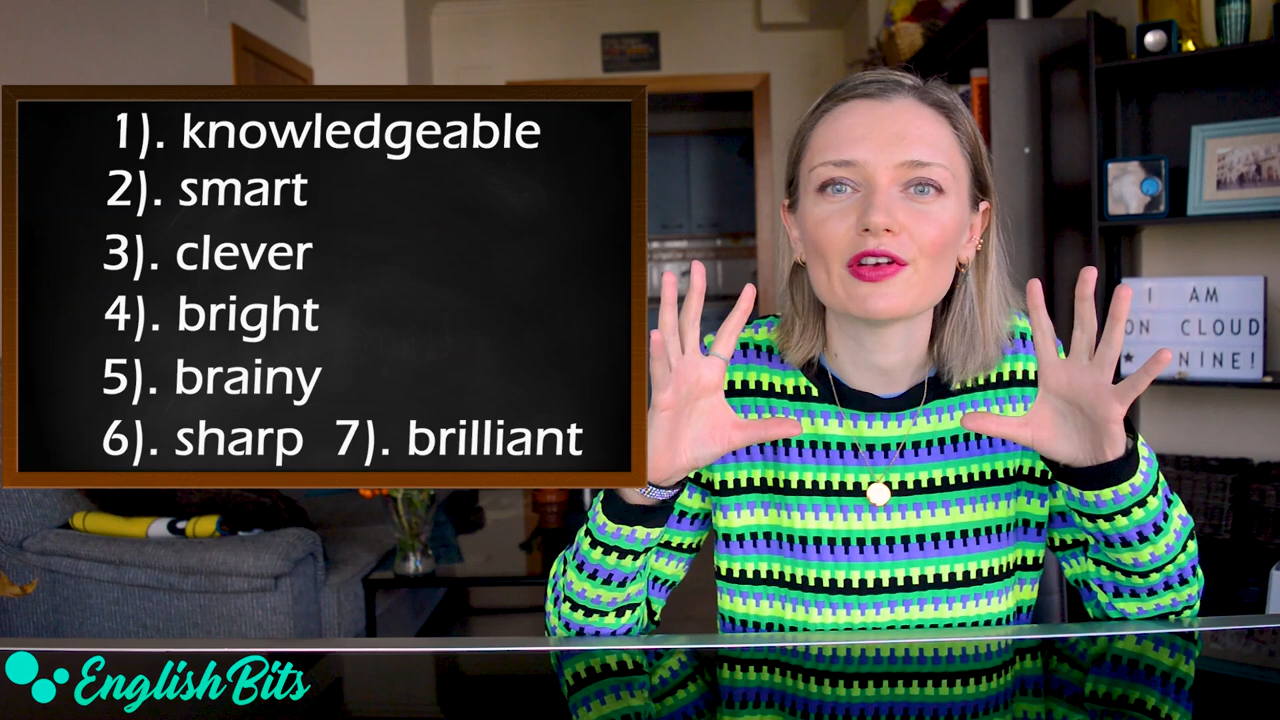 1). knowledgeable
2). smart
3). clever
4). bright
5). brainy
6). sharp 7). brilliant
I AM
ON CLOUD
NINE!
EnglishBits